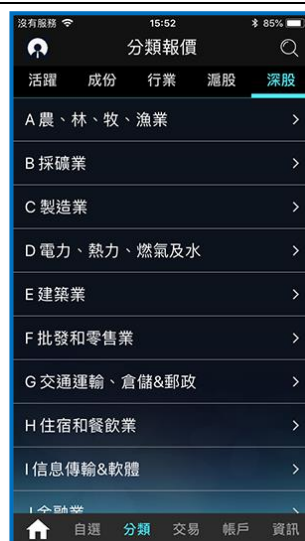 沒有服務 15:52 85%
分類報價
活躍 成份 行業 滬股 深股
A 農、林、牧、漁業
B 採礦業
C 製造業
D 電力、熱力、燃氣及水
E 建築業
F 批發和零售業
G 交通運輸、倉儲&郵政
H 住宿和餐飲業
I 信息傳輸&軟體
J 金融業
自選 分類 交易 帳戶 資訊